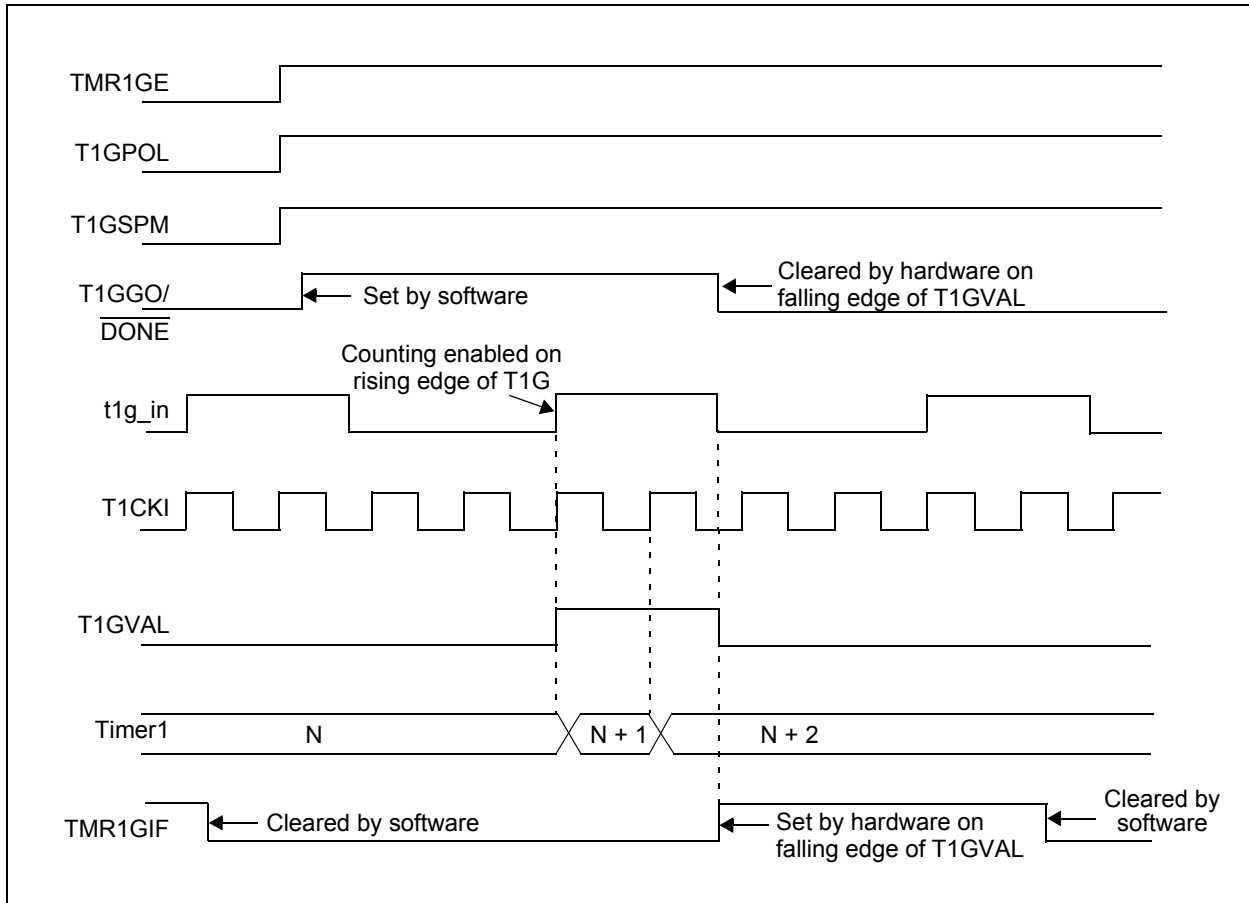 TMR1GE
T1GPOL
T1GSPM
T1GGO/
DONE
Set by software
Cleared by hardware on
falling edge of T1GVAL
Counting enabled on
rising edge of T1G
t1g_in
T1CKI
T1GVAL
Timer1
N
N + 1
N + 2
TMR1GIF
Cleared by software
Set by hardware on
falling edge of T1GVAL
Cleared by
software